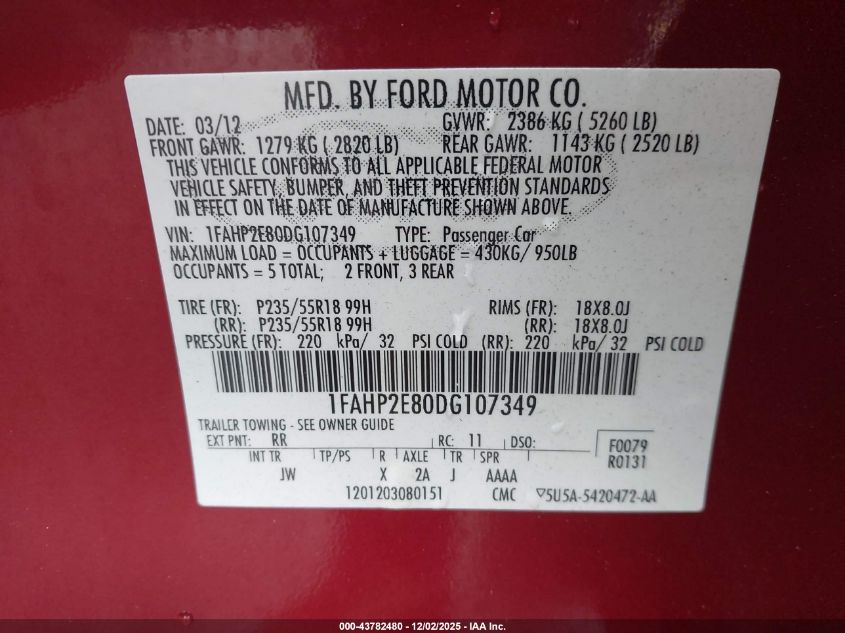 MFD. BY FORD MOTOR CO.
DATE: 03/12 GVWR: 2386 KG ( 5260 LB)
FRONT GAWR: 1279 KG ( 2820 LB) REAR GAWR: 1143 KG ( 2520 LB)
THIS VEHICLE CONFORMS TO ALL APPLICABLE FEDERAL MOTOR
VEHICLE SAFETY, BUMPER, AND THEFT PREVENTION STANDARDS
IN EFFECT ON THE DATE OF MANUFACTURE SHOWN ABOVE.
VIN: 1FAHP2E80DG107349 TYPE: Passenger Car
MAXIMUM LOAD = OCCUPANTS + LUGGAGE = 430KG/ 950LB
OCCUPANTS = 5 TOTAL; 2 FRONT, 3 REAR
TIRE (FR): P235/55R18 99H RIMS (FR): 18X8.0J
(RR): P235/55R18 99H (RR): 18X8.0J
PRESSURE (FR): 220 kPa/ 32 PSI COLD (RR): 220 kPa/ 32 PSI COLD
1FAHP2E80DG107349
TRAILER TOWING - SEE OWNER GUIDE
EXT PNT: RR RC: 11 DSO: F0079
INT TR TP/PS R AXLE TR SPR R0131
JW X 2A J AAAA
1201203080151 CMC ▽5U5A-5420472-AA
000-43782480 - 12/02/2025 - IAA Inc.